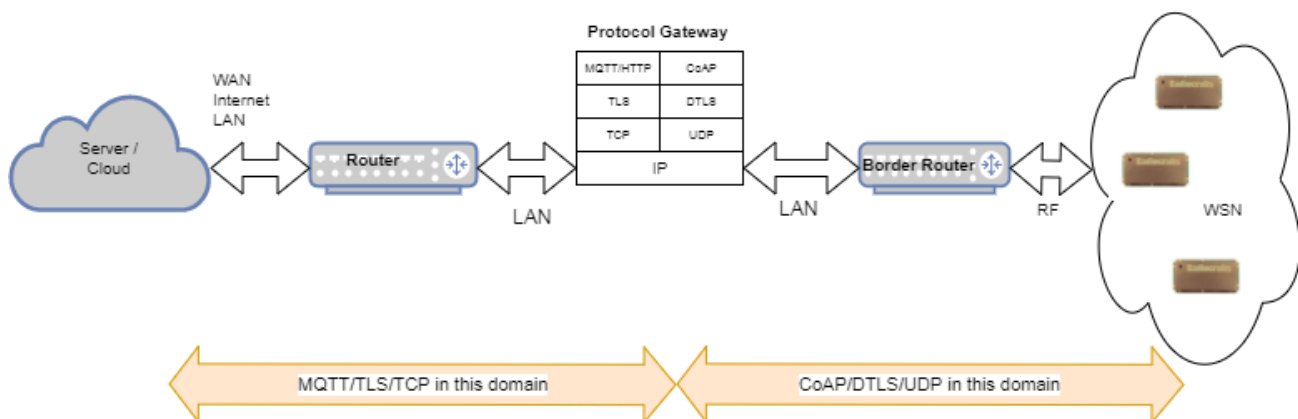 Protocol Gateway
MQTT/HTTP
CoAP
TLS
DTLS
TCP
UDP
IP
WAN
Internet
LAN
Server /
Cloud
Router
LAN
LAN
Border Router
RF
WSN
MQTT/TLS/TCP in this domain
CoAP/DTLS/UDP in this domain